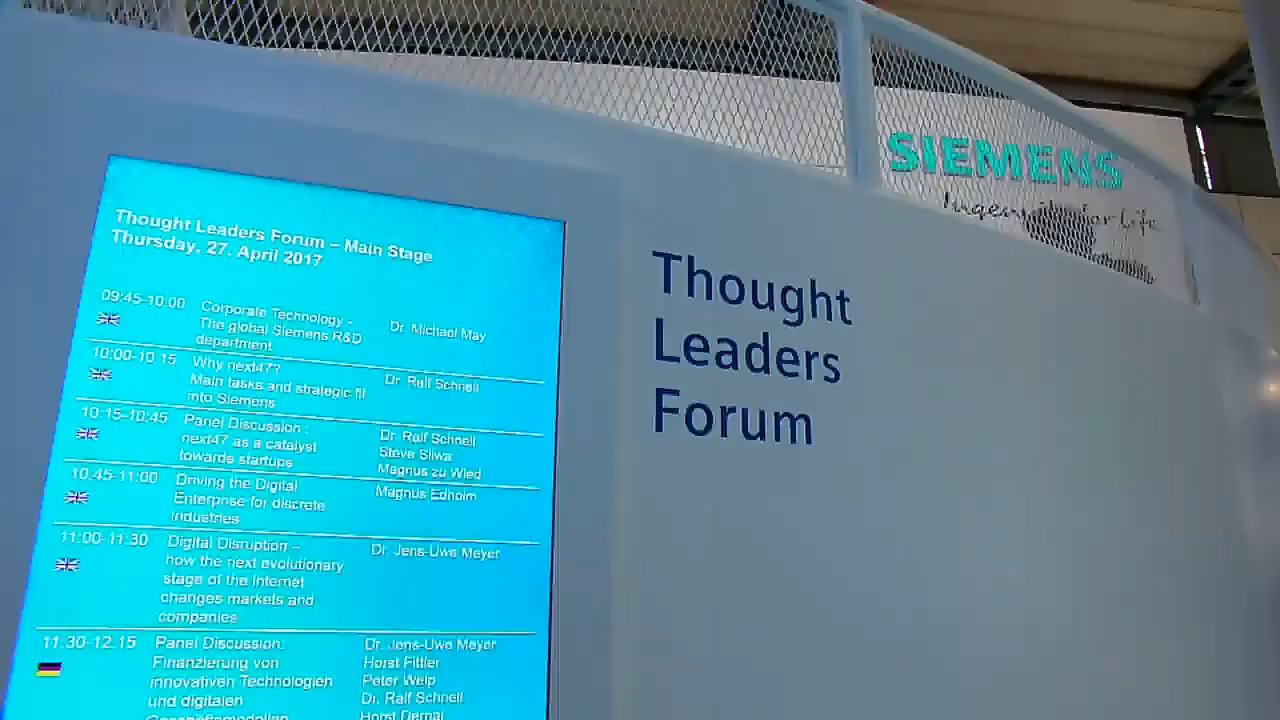 SIEMENS
Ingenuity for Life
Thought Leaders Forum – Main Stage
Thursday, 27. April 2017
09:45-10:00 Corporate Technology - Dr. Michael May
The global Siemens R&D
department
10:00-10:15 Why next47? Dr. Ralf Schnell
Main tasks and strategic fit
into Siemens
10:15-10:45 Panel Discussion : Dr. Ralf Schnell
next47 as a catalyst Steve Sliwa
towards startups Magnus zu Wied
10:45-11:00 Driving the Digital Magnus Edholm
Enterprise for discrete
industries
11:00-11:30 Digital Disruption – Dr. Jens-Uwe Meyer
how the next evolutionary
stage of the internet
changes markets and
companies
11:30-12:15 Panel Discussion: Dr. Jens-Uwe Meyer
Finanzierung von Horst Fittler
innovativen Technologien Peter Welp
und digitalen Dr. Ralf Schnell
Geschäftsmodellen Horst
Thought
Leaders
Forum